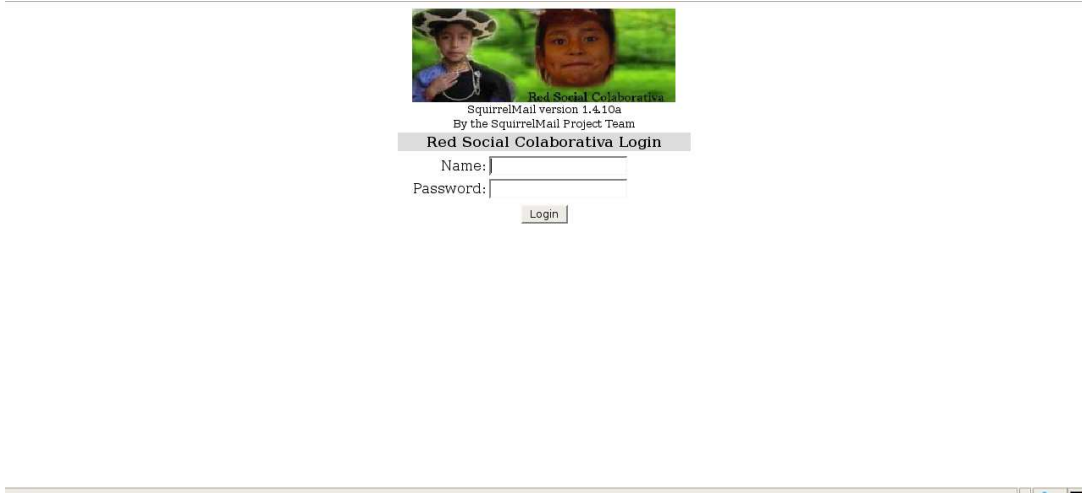 Red Social Colaborativa
SquirrelMail version 1.4.10a
By the SquirrelMail Project Team
Red Social Colaborativa Login
Name:
Password:
Login